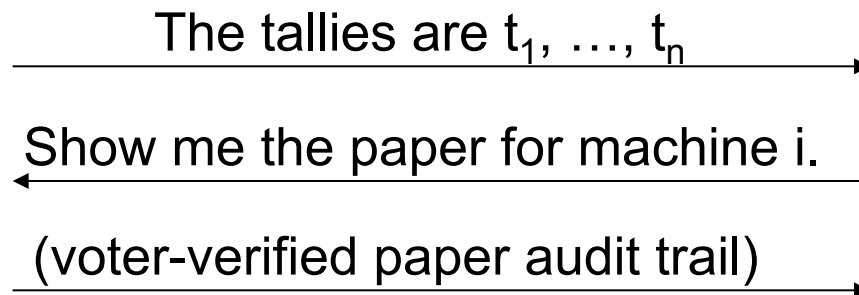 The tallies are t₁, …, tₙ
Show me the paper for machine i.
(voter-verified paper audit trail)